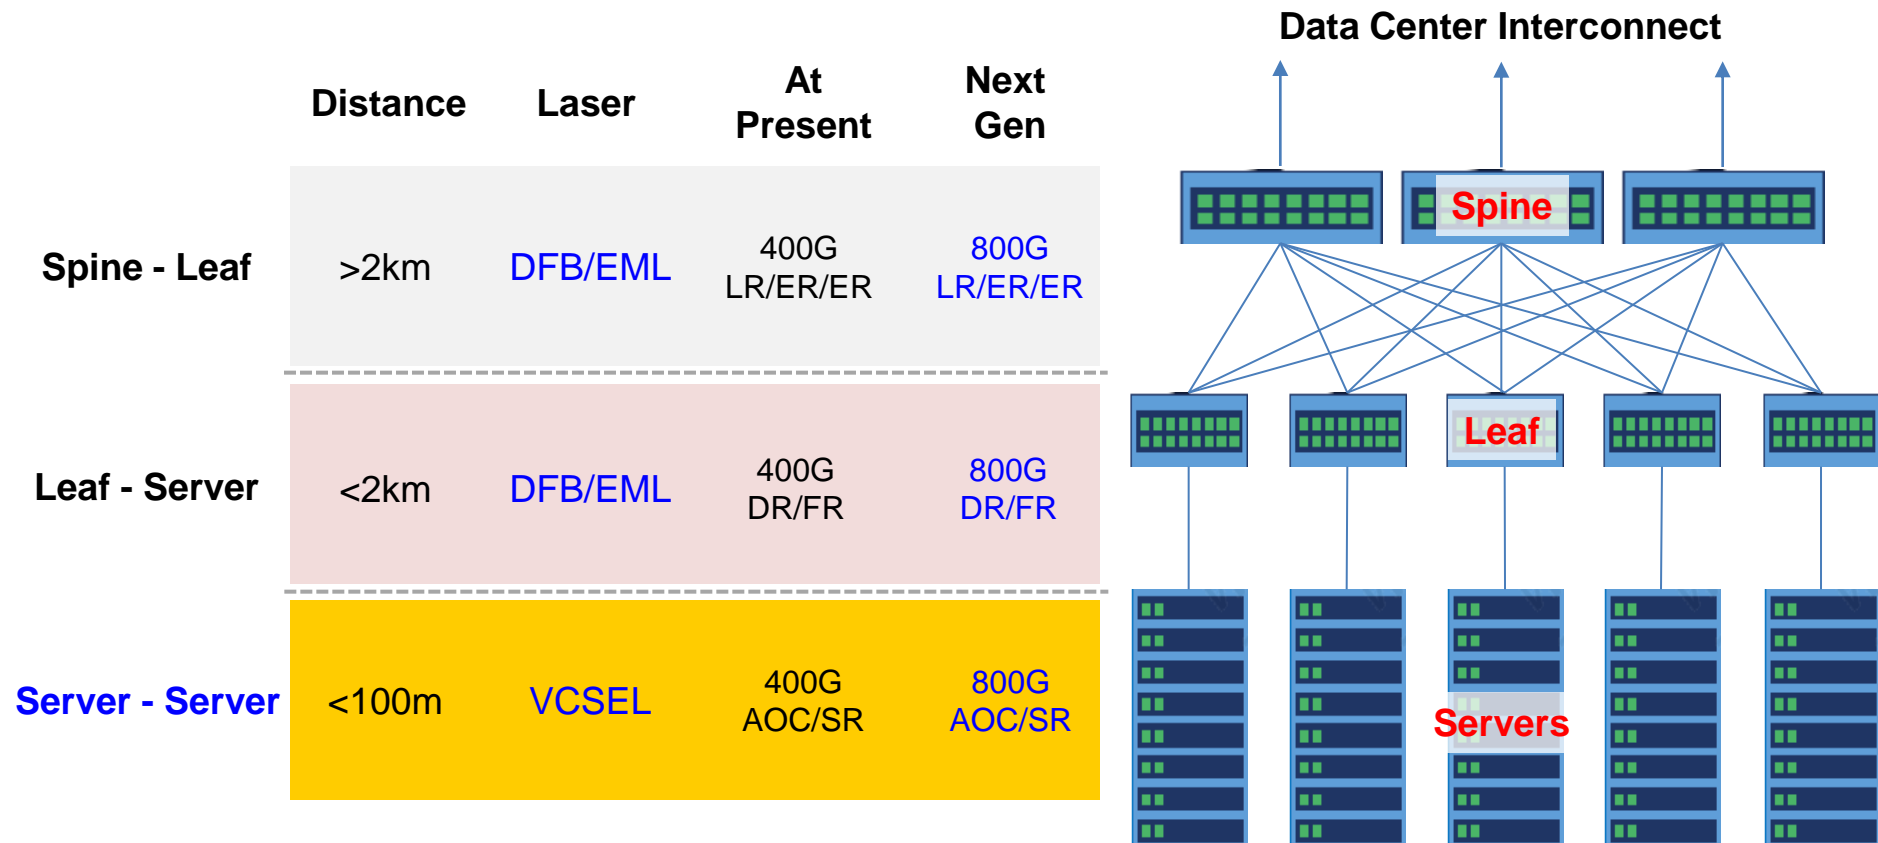 Data Center Interconnect
Distance
Laser
At
Present
Next
Gen
Spine - Leaf
>2km
DFB/EML
400G
LR/ER/ER
800G
LR/ER/ER
Leaf - Server
<2km
DFB/EML
400G
DR/FR
800G
DR/FR
Server - Server
<100m
VCSEL
400G
AOC/SR
800G
AOC/SR
Spine
Leaf
Servers